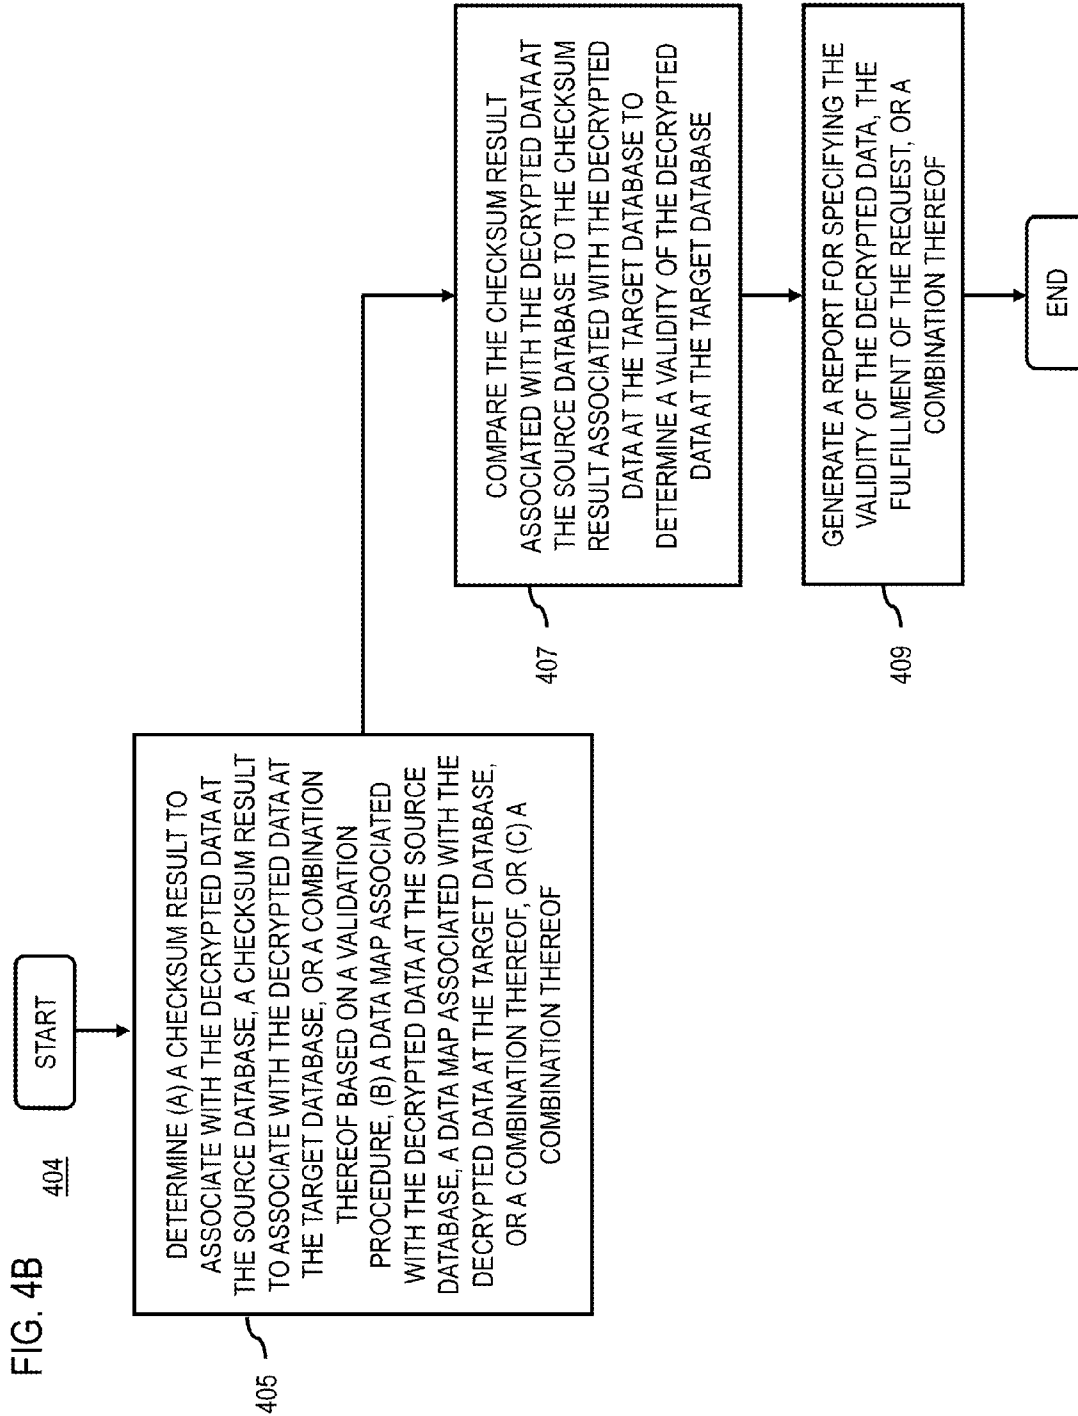 FIG. 4B
404
START
DETERMINE (A) A CHECKSUM RESULT TO
ASSOCIATE WITH THE DECRYPTED DATA AT
THE SOURCE DATABASE, A CHECKSUM RESULT
TO ASSOCIATE WITH THE DECRYPTED DATA AT
THE TARGET DATABASE, OR A COMBINATION
THEREOF BASED ON A VALIDATION
PROCEDURE, (B) A DATA MAP ASSOCIATED
WITH THE DECRYPTED DATA AT THE SOURCE
DATABASE, A DATA MAP ASSOCIATED WITH THE
DECRYPTED DATA AT THE TARGET DATABASE,
OR A COMBINATION THEREOF, OR (C) A
COMBINATION THEREOF
405
COMPARE THE CHECKSUM RESULT
ASSOCIATED WITH THE DECRYPTED DATA AT
THE SOURCE DATABASE TO THE CHECKSUM
RESULT ASSOCIATED WITH THE DECRYPTED
DATA AT THE TARGET DATABASE TO
DETERMINE A VALIDITY OF THE DECRYPTED
DATA AT THE TARGET DATABASE
407
GENERATE A REPORT FOR SPECIFYING THE
VALIDITY OF THE DECRYPTED DATA, THE
FULFILLMENT OF THE REQUEST, OR A
COMBINATION THEREOF
409
END